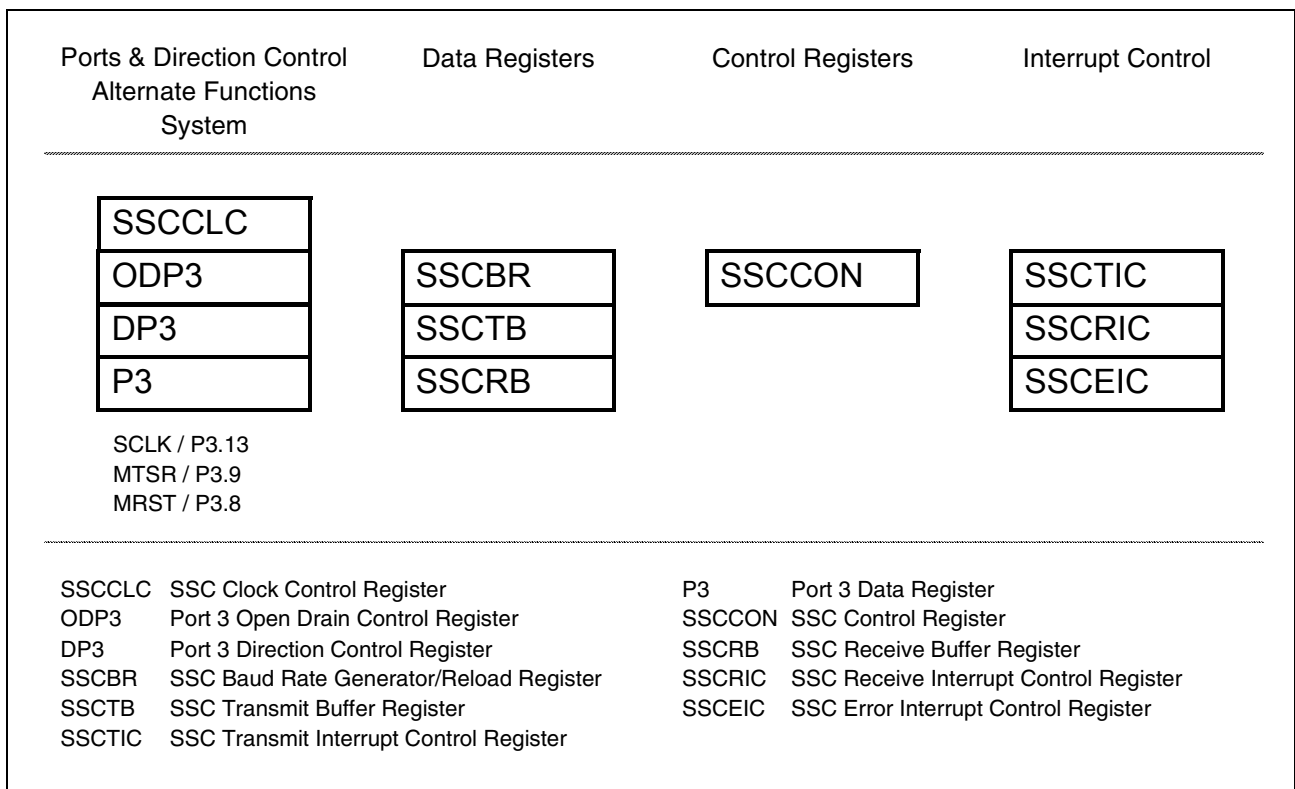 Ports & Direction Control
Alternate Functions
System
Data Registers
Control Registers
Interrupt Control
SSCCLC
ODP3
DP3
P3
SSCBR
SSCTB
SSCRB
SSCCON
SSCTIC
SSCRIC
SSCEIC
SCLK / P3.13
MTSR / P3.9
MRST / P3.8
SSCCLC SSC Clock Control Register
ODP3 Port 3 Open Drain Control Register
DP3 Port 3 Direction Control Register
SSCBR SSC Baud Rate Generator/Reload Register
SSCTB SSC Transmit Buffer Register
SSCTIC SSC Transmit Interrupt Control Register
P3 Port 3 Data Register
SSCCON SSC Control Register
SSCRB SSC Receive Buffer Register
SSCRIC SSC Receive Interrupt Control Register
SSCEIC SSC Error Interrupt Control Register